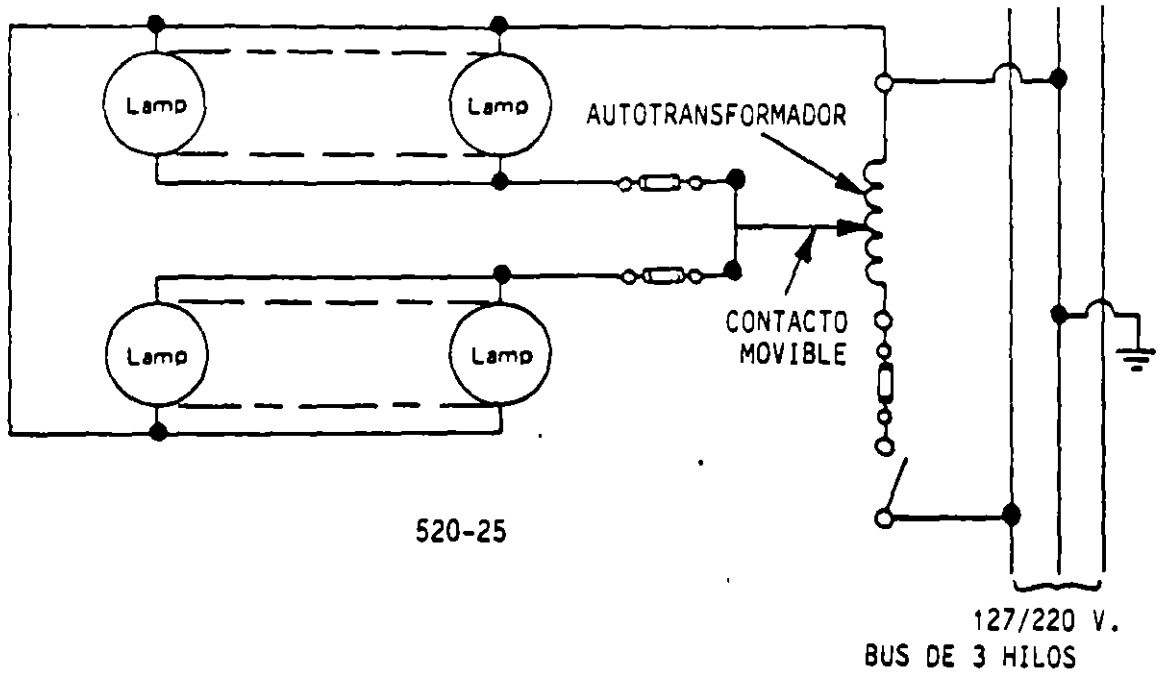 Lamp
Lamp
AUTOTRANSFORMADOR
Lamp
Lamp
CONTACTO
MOVIBLE
520-25
127/220 V.
BUS DE 3 HILOS